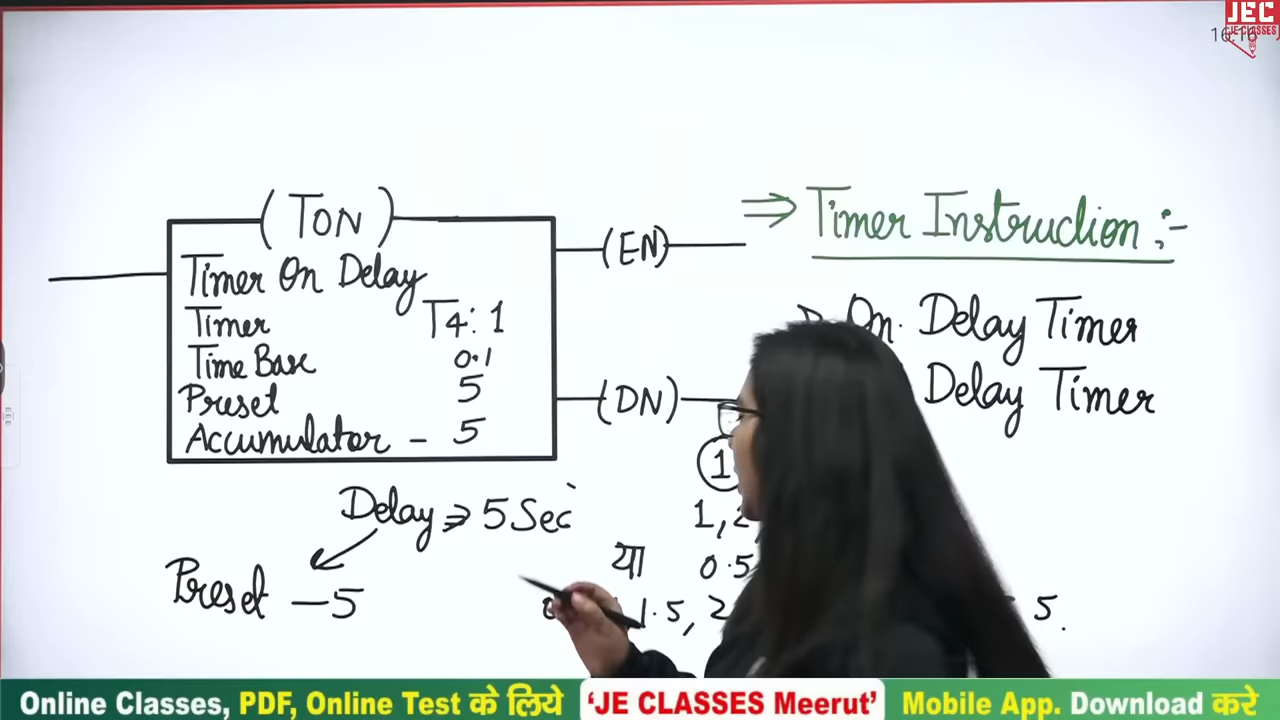 JEC
JE CLASSES
( TON )
Timer On Delay
Timer T4: 1
Time Base 0.1
Preset 5
Accumulator - 5
(EN)
(DN)
Delay ⇒ 5 Sec
Preset - 5
⇒ Timer Instruction :-
On Delay Timer
Delay Timer
1
1, 2
या 0.5
1.5, 2
5.
Online Classes, PDF, Online Test के लिये 'JE CLASSES Meerut' Mobile App. Download करे